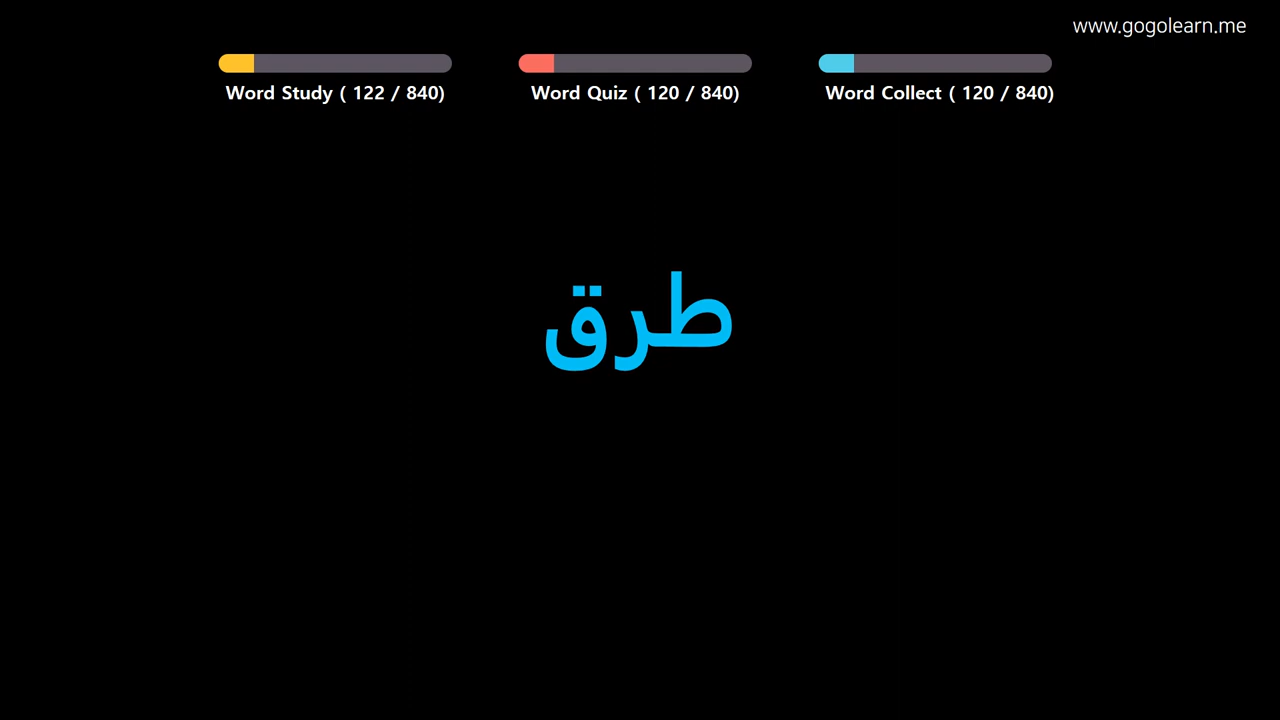 www.gogolearn.me
Word Study ( 122 / 840)
Word Quiz ( 120 / 840)
Word Collect ( 120 / 840)
طرق